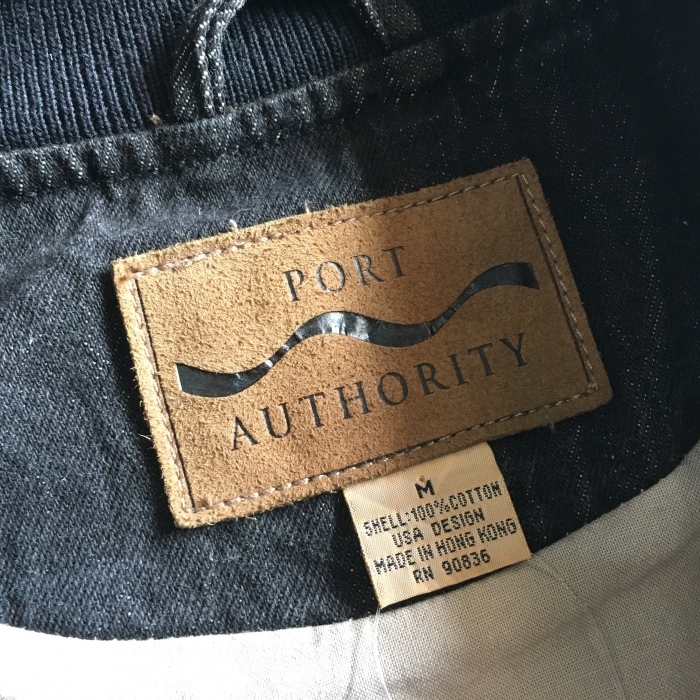 PORT
AUTHORITY
M
SHELL:100%COTTON
USA DESIGN
MADE IN HONG KONG
RN 90836